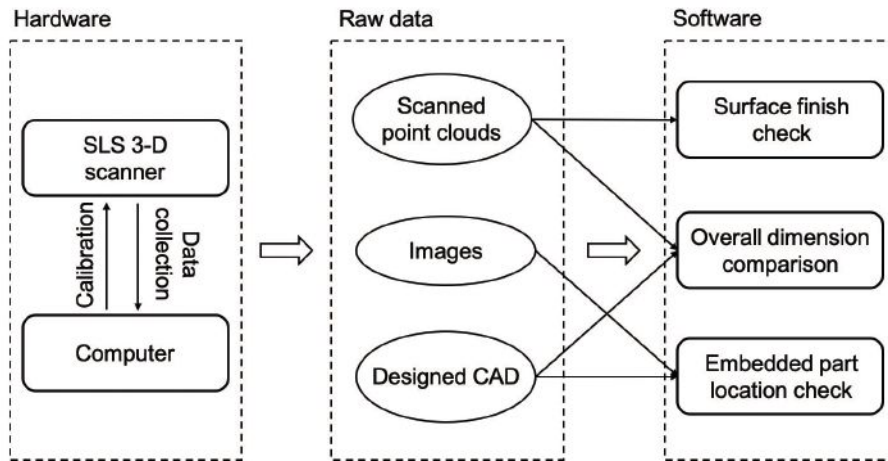 Hardware
SLS 3-D
scanner
Calibration
Data
collection
Computer
Raw data
Scanned
point clouds
Images
Designed CAD
Software
Surface finish
check
Overall dimension
comparison
Embedded part
location check